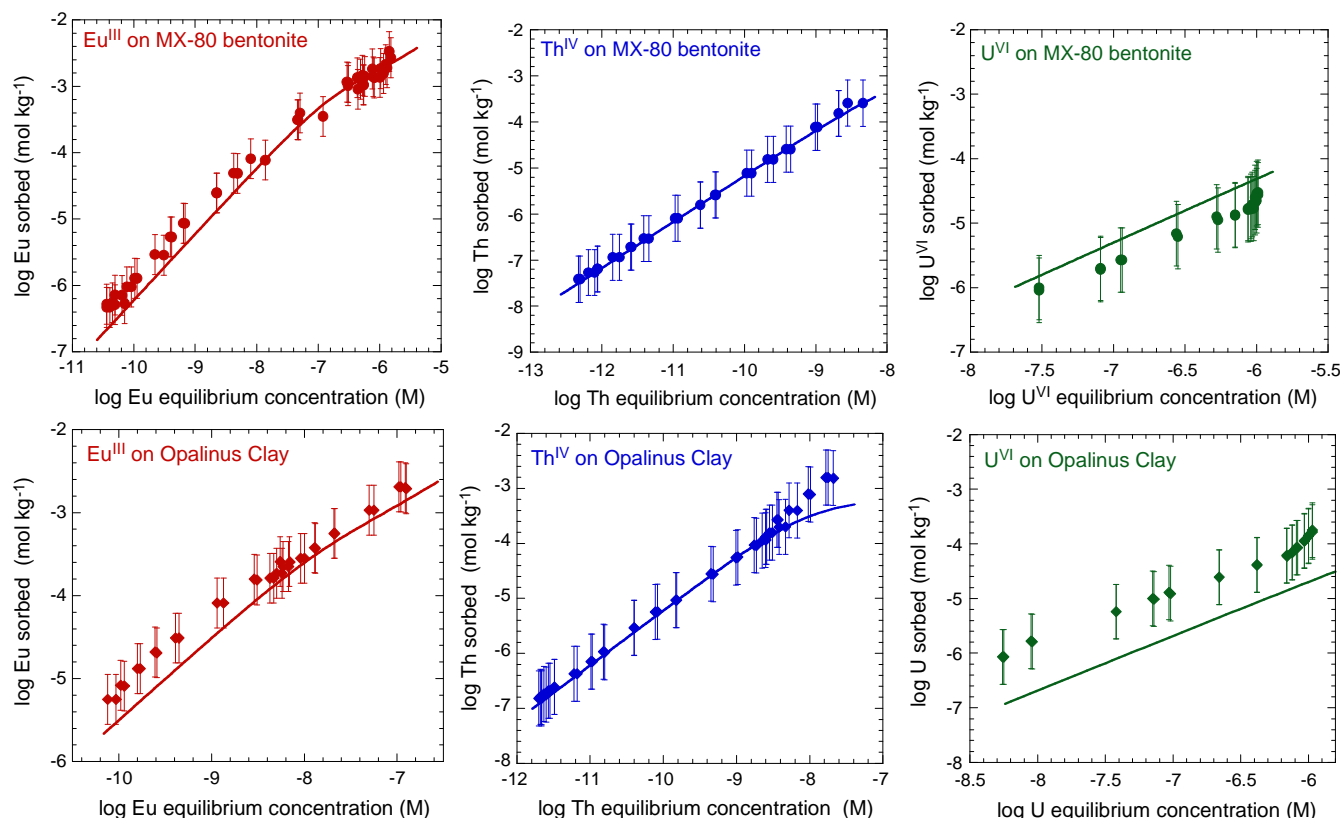 Eu^III on MX-80 bentonite
log Eu sorbed (mol kg^-1)
-2
-3
-4
-5
-6
-7
-11 -10 -9 -8 -7 -6 -5
log Eu equilibrium concentration (M)
Th^IV on MX-80 bentonite
log Th sorbed (mol kg^-1)
-2
-3
-4
-5
-6
-7
-8
-9
-13 -12 -11 -10 -9 -8
log Th equilibrium concentration (M)
U^VI on MX-80 bentonite
log U^VI sorbed (mol kg^-1)
-2
-3
-4
-5
-6
-7
-8 -7.5 -7 -6.5 -6 -5.5
log U^VI equilibrium concentration (M)
Eu^III on Opalinus Clay
log Eu sorbed (mol kg^-1)
-2
-3
-4
-5
-6
-10 -9 -8 -7
log Eu equilibrium concentration (M)
Th^IV on Opalinus Clay
log Th sorbed (mol kg^-1)
-2
-3
-4
-5
-6
-7
-8
-12 -11 -10 -9 -8 -7
log Th equilibrium concentration (M)
U^VI on Opalinus Clay
log U sorbed (mol kg^-1)
-2
-3
-4
-5
-6
-7
-8
-8.5 -8 -7.5 -7 -6.5 -6
log U equilibrium concentration (M)